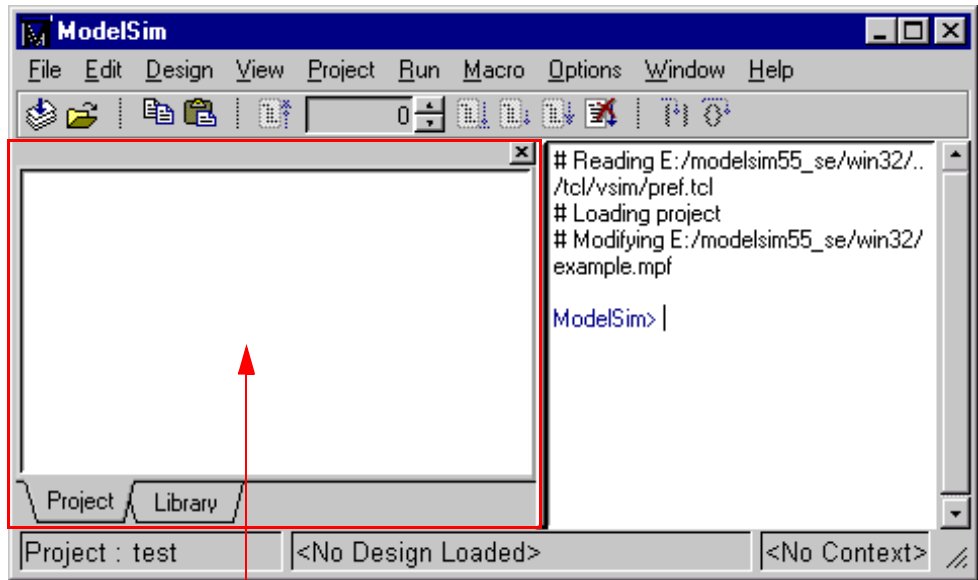 ModelSim
File Edit Design View Project Run Macro Options Window Help
0
# Reading E:/modelsim55_se/win32/..
/tcl/vsim/pref.tcl
# Loading project
# Modifying E:/modelsim55_se/win32/
example.mpf
ModelSim>
Project Library
Project : test <No Design Loaded> <No Context>